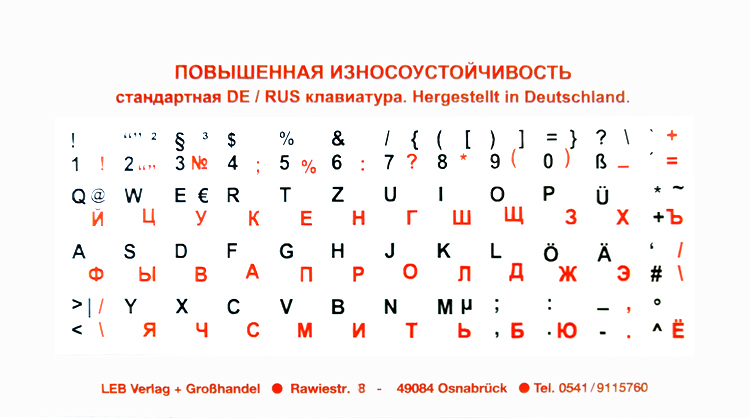 ПОВЫШЕННАЯ ИЗНОСОУСТОЙЧИВОСТЬ
стандартная DE / RUS клавиатура. Hergestellt in Deutschland.
! “” ² § ³ $ % & / { ( [ ) ] = } ? \ ` +
1 ! 2 “” 3 № 4 ; 5 % 6 : 7 ? 8 * 9 ( 0 ) ß _ ´ =
Q @ W E € R T Z U I O P Ü * ~
Й Ц У К Е Н Г Ш Щ З Х + Ъ
A S D F G H J K L Ö Ä ‘ /
Ф Ы В А П Р О Л Д Ж Э # \
> | / Y X C V B N M µ ; : _ , °
< \ Я Ч С М И Т Ь , Б . Ю - . ^ Ё
LEB Verlag + Großhandel ● Rawiestr. 8 - 49084 Osnabrück ● Tel. 0541/9115760